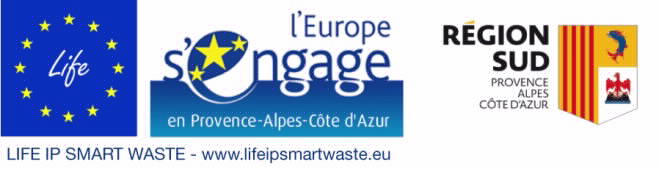 Life
l'Europe
s'engage
en Provence-Alpes-Côte d'Azur
RÉGION
SUD
PROVENCE
ALPES
CÔTE D'AZUR
LIFE IP SMART WASTE - www.lifeipsmartwaste.eu